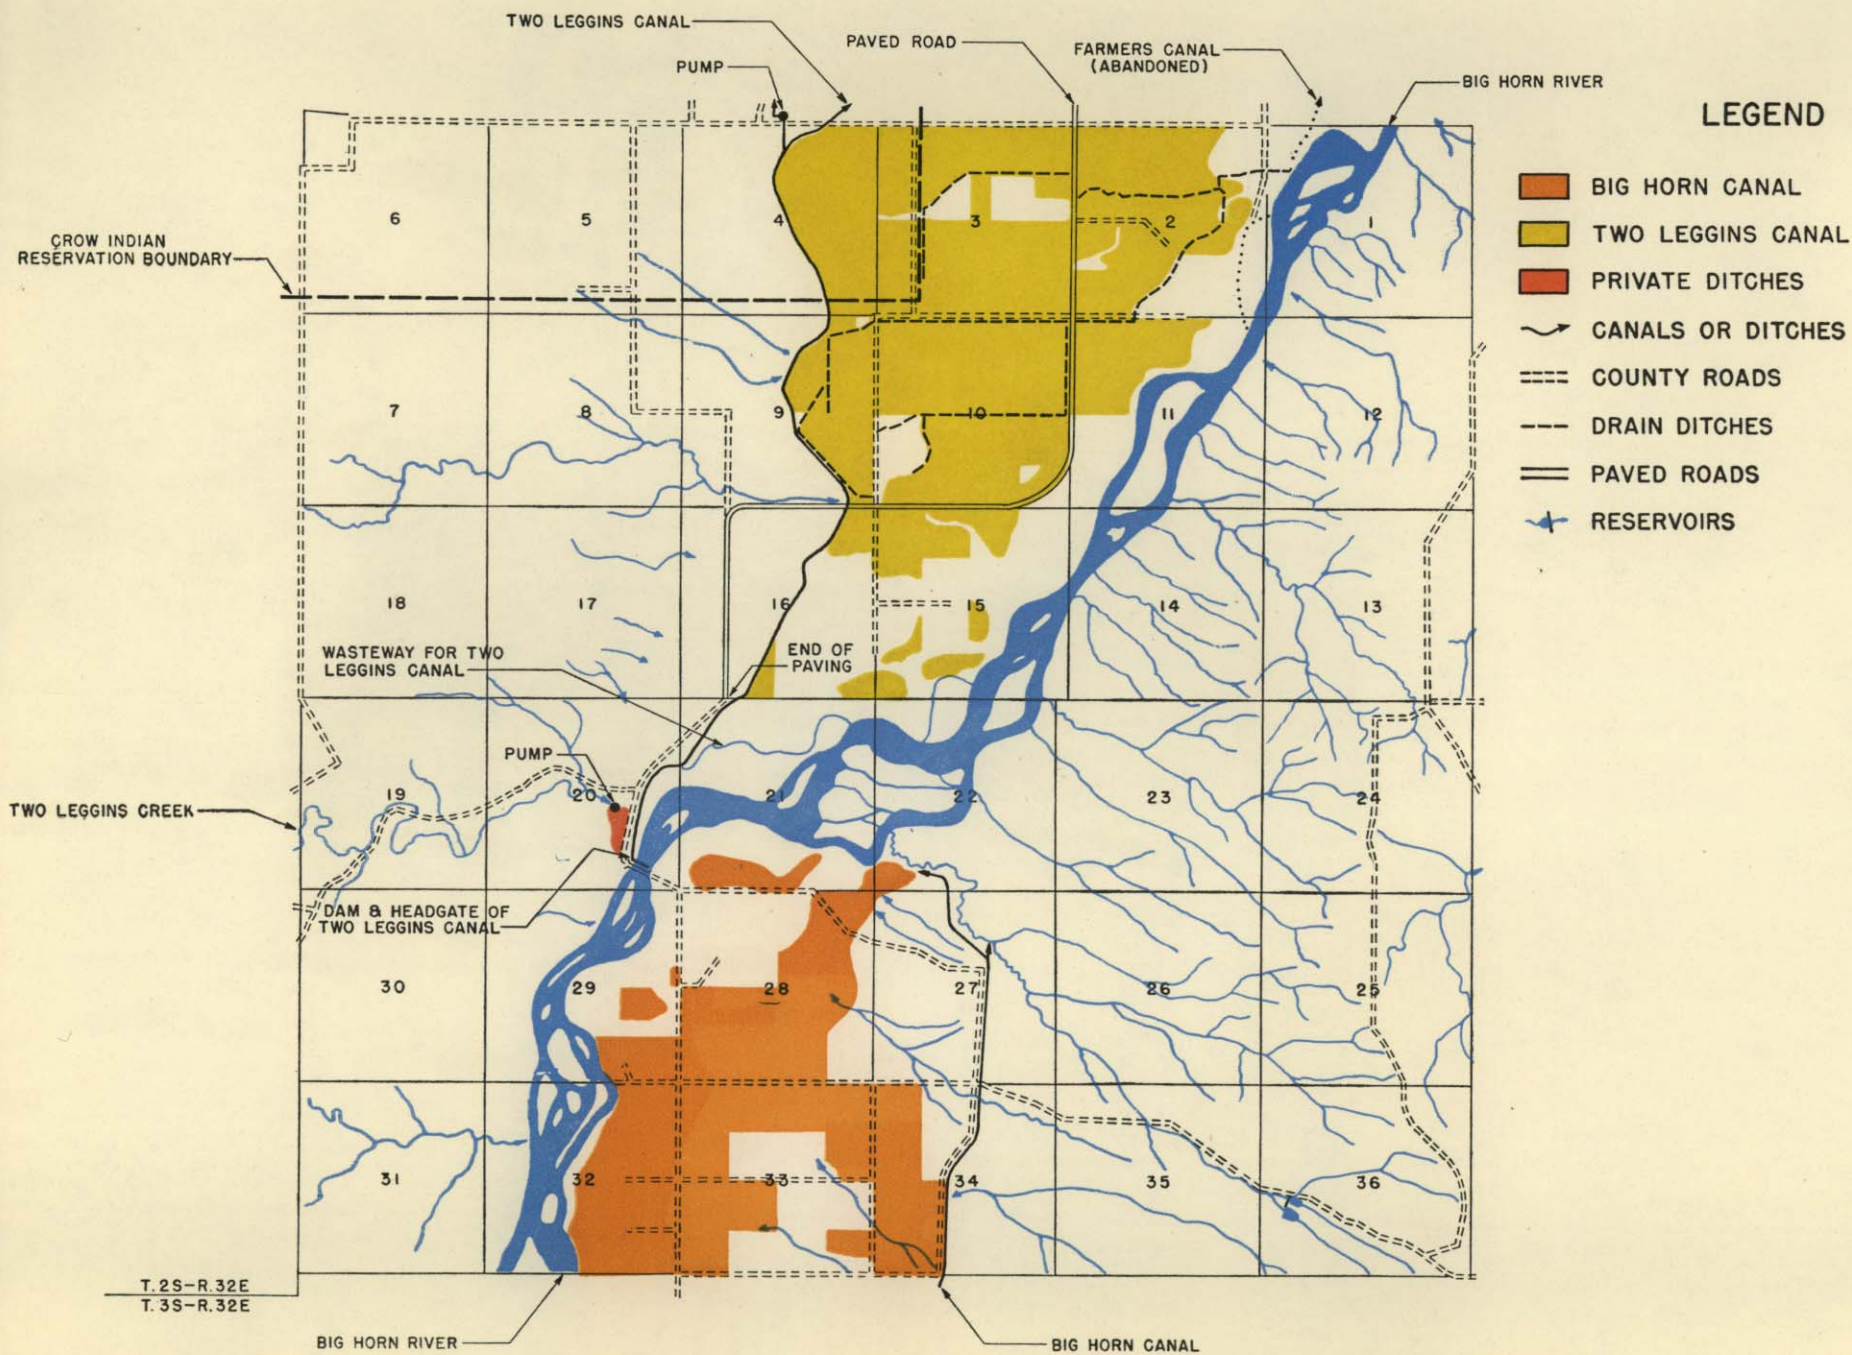 TWO LEGGINS CANAL
PAVED ROAD
FARMERS CANAL
(ABANDONED)
PUMP
BIG HORN RIVER
LEGEND
BIG HORN CANAL
TWO LEGGINS CANAL
PRIVATE DITCHES
CANALS OR DITCHES
COUNTY ROADS
DRAIN DITCHES
PAVED ROADS
RESERVOIRS
6 5 4 3 2 1
CROW INDIAN
RESERVATION BOUNDARY
7 8 9 10 11 12
18 17 16 15 14 13
WASTEWAY FOR TWO
LEGGINS CANAL
END OF
PAVING
PUMP
19 20 21 22 23 24
TWO LEGGINS CREEK
DAM & HEADGATE OF
TWO LEGGINS CANAL
30 29 28 27 26 25
31 32 33 34 35 36
T. 2S-R. 32E
T. 3S-R. 32E
BIG HORN RIVER
BIG HORN CANAL